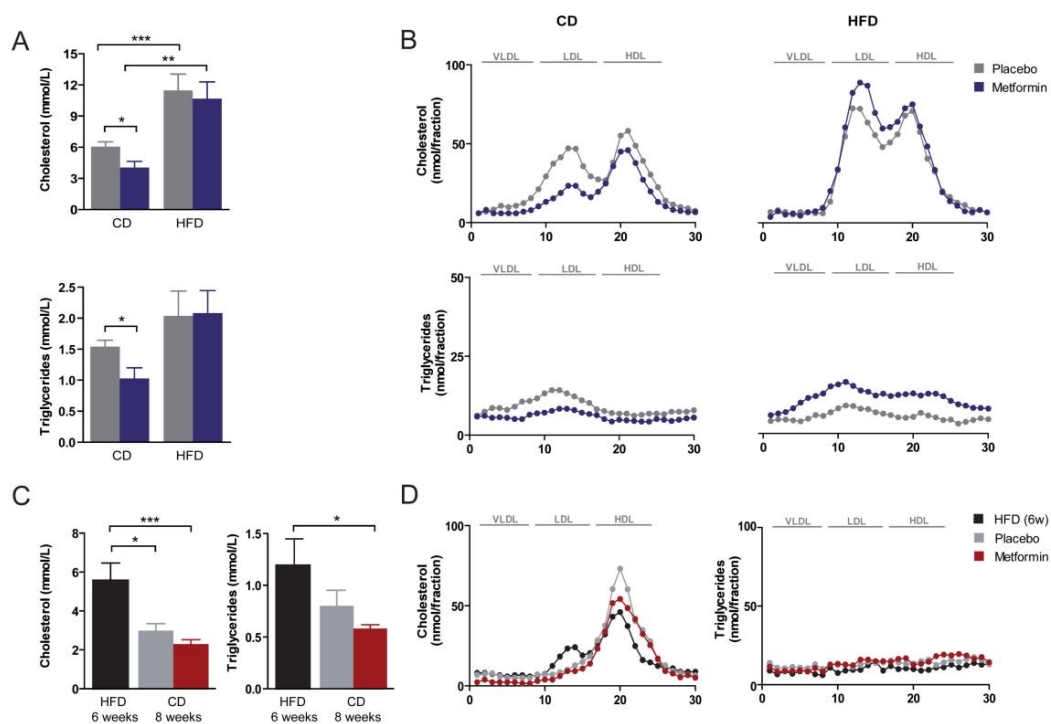 A
Cholesterol (mmol/L)
15
12
9
6
3
0
***
**
*
CD
HFD
Triglycerides (mmol/L)
2.5
2.0
1.5
1.0
0.5
0.0
*
CD
HFD
B
CD
HFD
Placebo
Metformin
VLDL
LDL
HDL
Cholesterol
(nmol/fraction)
100
50
0
0
10
20
30
VLDL
LDL
HDL
0
10
20
30
VLDL
LDL
HDL
Triglycerides
(nmol/fraction)
50
25
0
0
10
20
30
VLDL
LDL
HDL
0
10
20
30
C
Cholesterol (mmol/L)
8
6
4
2
0
***
*
HFD
6 weeks
CD
8 weeks
Triglycerides (mmol/L)
1.5
1.0
0.5
0.0
*
HFD
6 weeks
CD
8 weeks
D
VLDL
LDL
HDL
Cholesterol
(nmol/fraction)
100
50
0
0
10
20
30
VLDL
LDL
HDL
Triglycerides
(nmol/fraction)
100
50
0
0
10
20
30
HFD (6w)
Placebo
Metformin